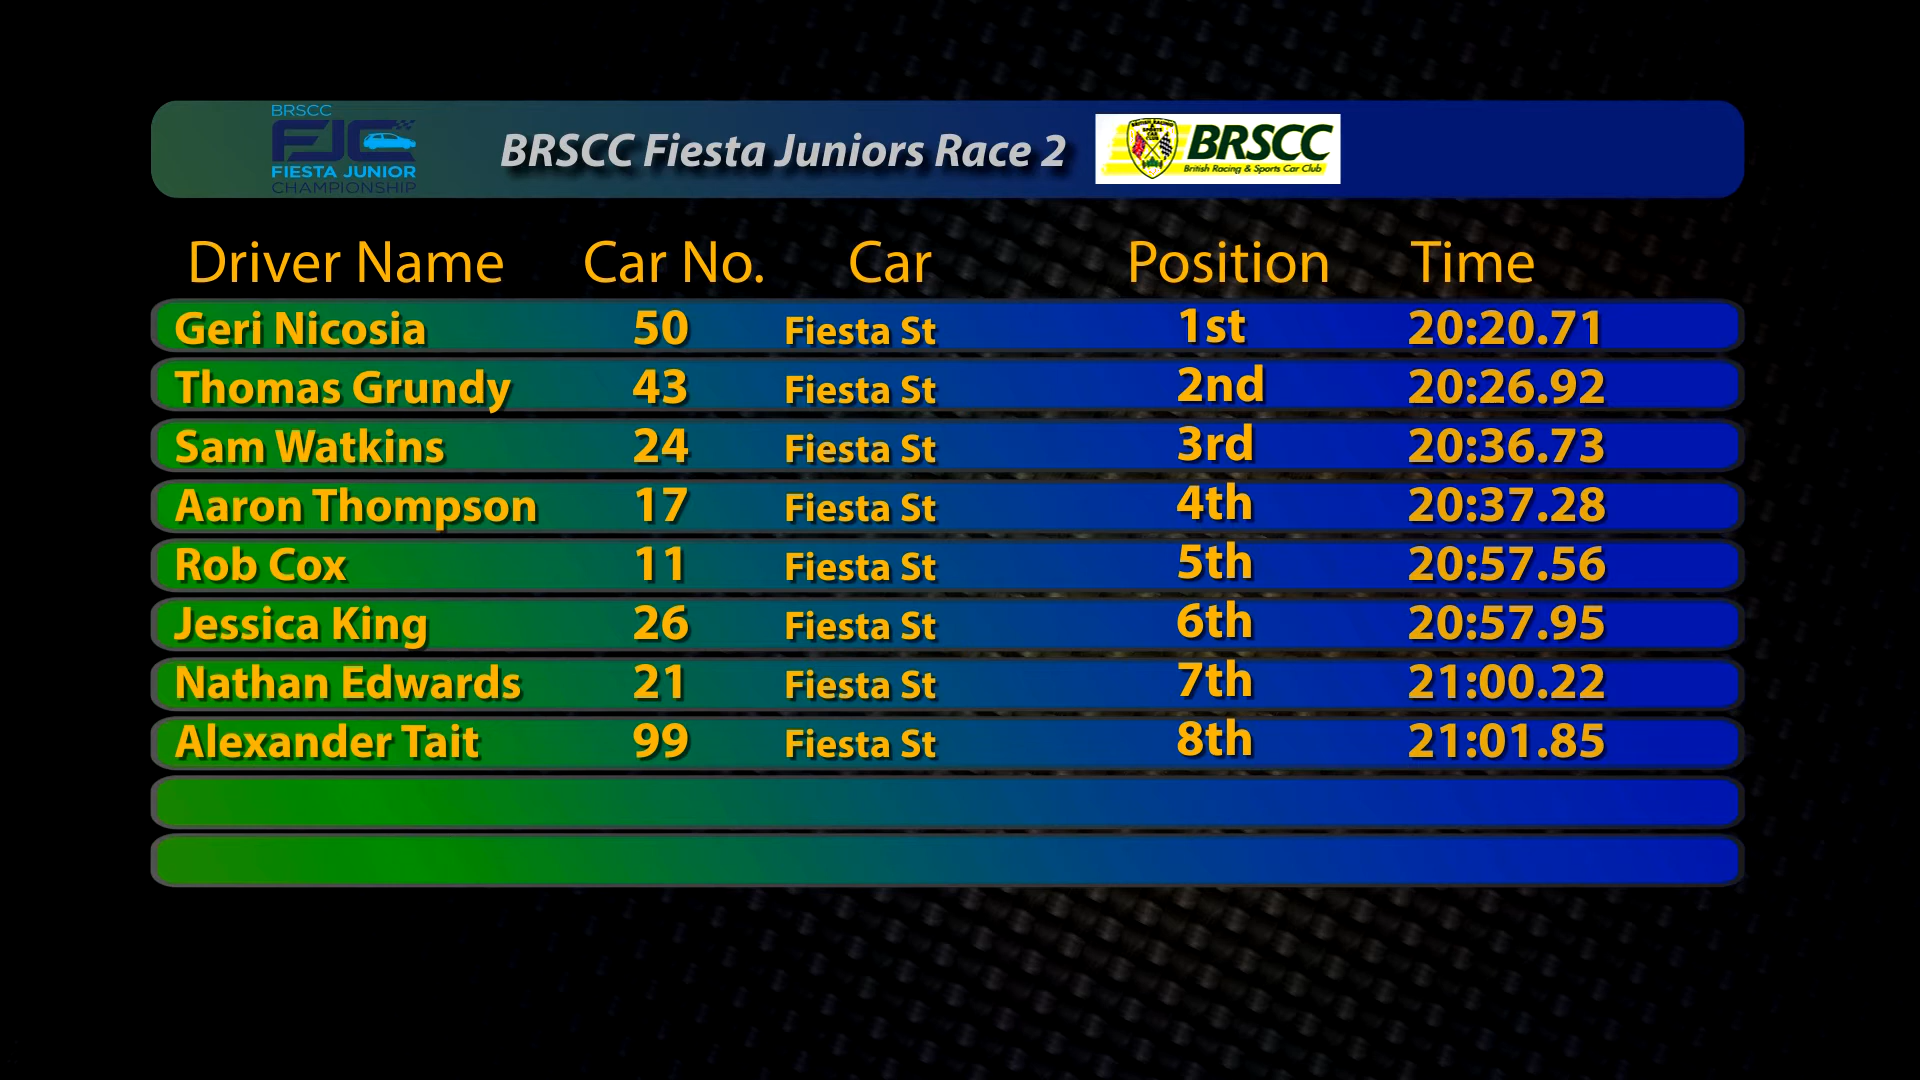 BRSCC
FJC
FIESTA JUNIOR
CHAMPIONSHIP
BRSCC Fiesta Juniors Race 2
BRITISH RACING & SPORTS CAR CLUB
BRSCC
British Racing & Sports Car Club
Driver Name Car No. Car Position Time
Geri Nicosia 50 Fiesta St 1st 20:20.71
Thomas Grundy 43 Fiesta St 2nd 20:26.92
Sam Watkins 24 Fiesta St 3rd 20:36.73
Aaron Thompson 17 Fiesta St 4th 20:37.28
Rob Cox 11 Fiesta St 5th 20:57.56
Jessica King 26 Fiesta St 6th 20:57.95
Nathan Edwards 21 Fiesta St 7th 21:00.22
Alexander Tait 99 Fiesta St 8th 21:01.85